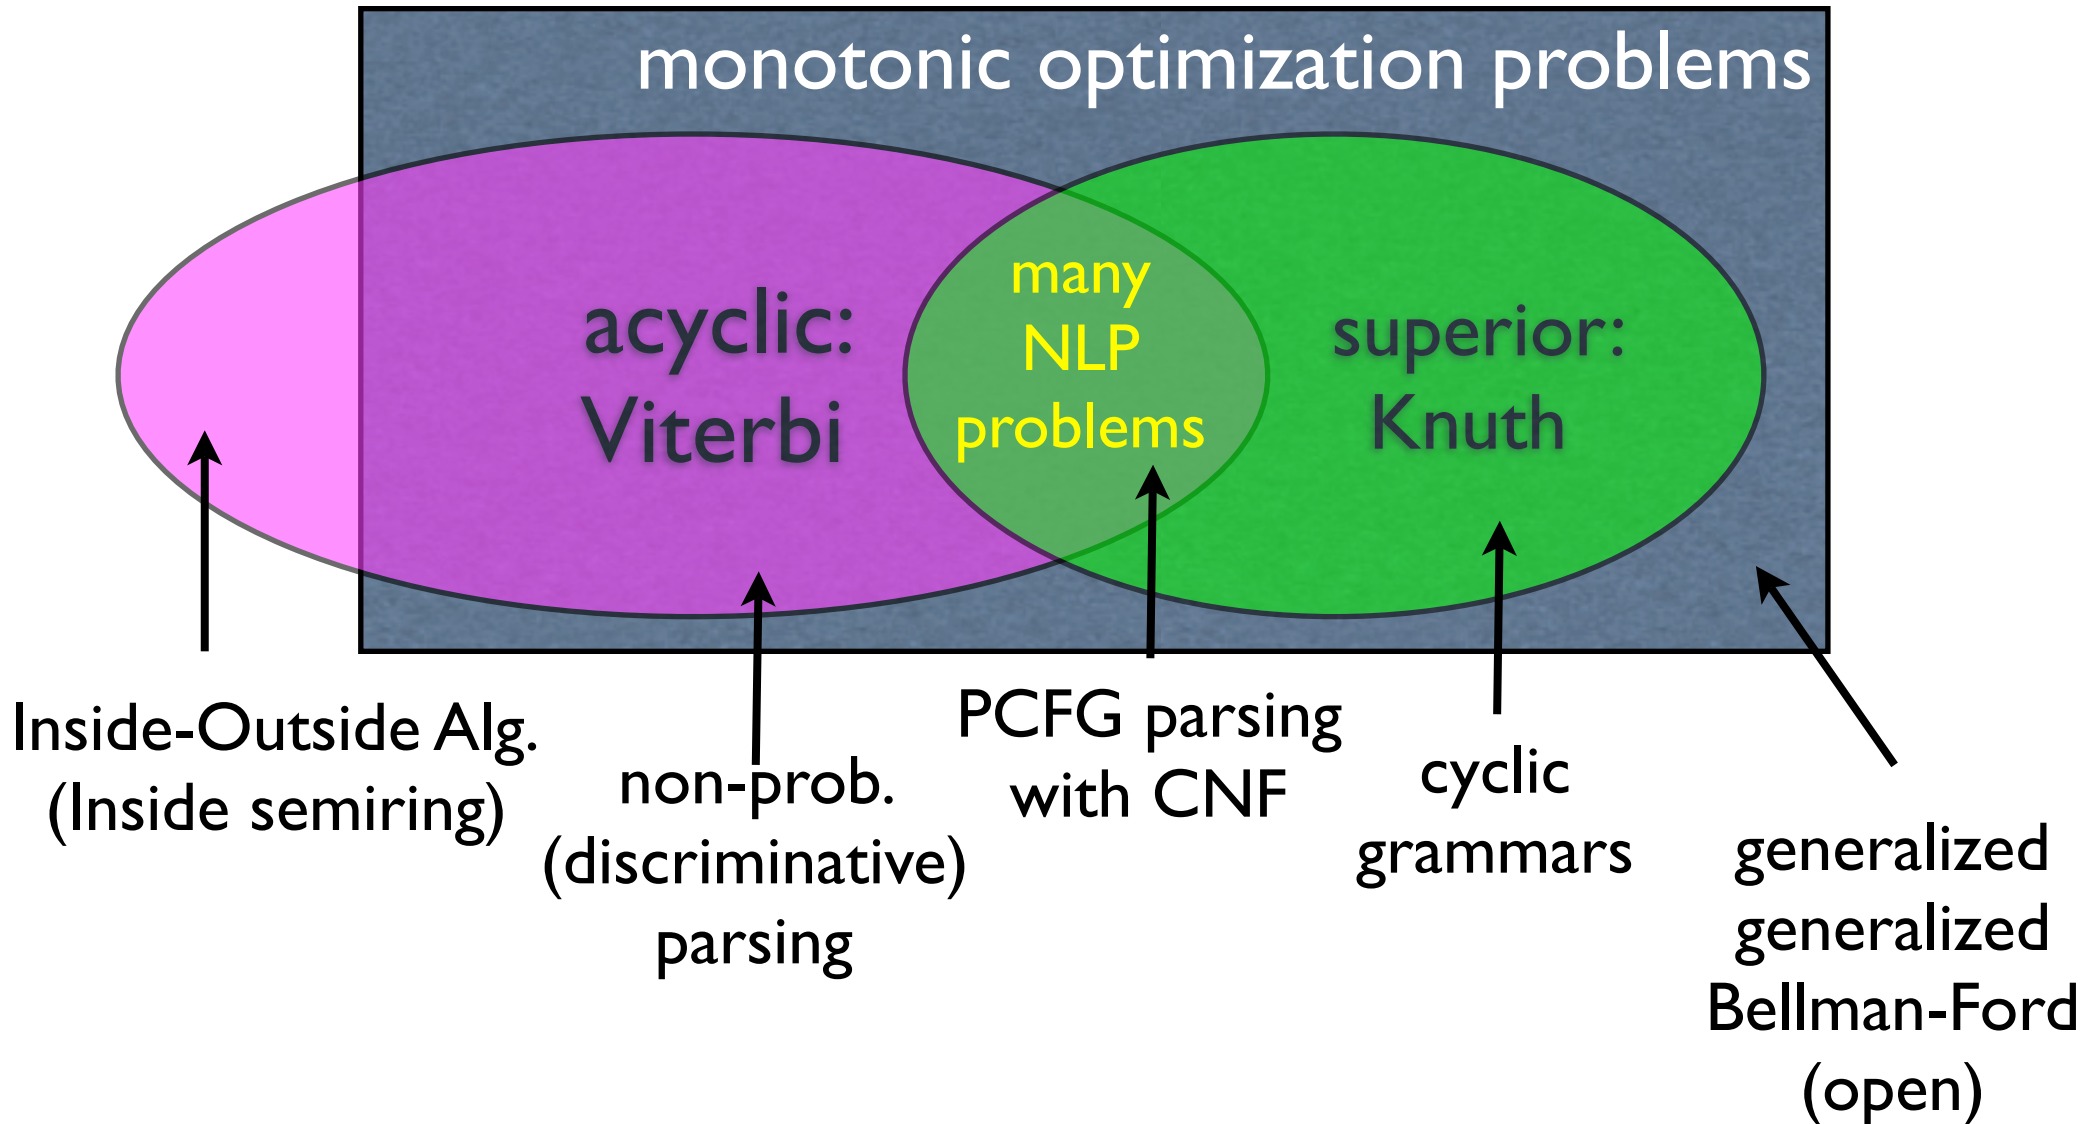 monotonic optimization problems
acyclic:
Viterbi
many
NLP
problems
superior:
Knuth
Inside-Outside Alg.
(Inside semiring)
non-prob.
(discriminative)
parsing
PCFG parsing
with CNF
cyclic
grammars
generalized
generalized
Bellman-Ford
(open)